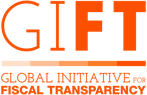 GIFT
GLOBAL INITIATIVE FOR
FISCAL TRANSPARENCY